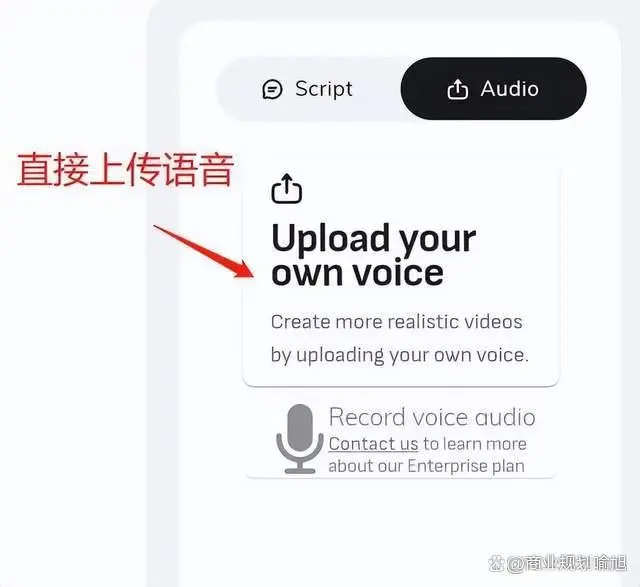 Script
Audio
直接上传语音
Upload your
own voice
Create more realistic videos
by uploading your own voice.
Record voice audio
Contact us to learn more
about our Enterprise plan
@商业规划喻旭